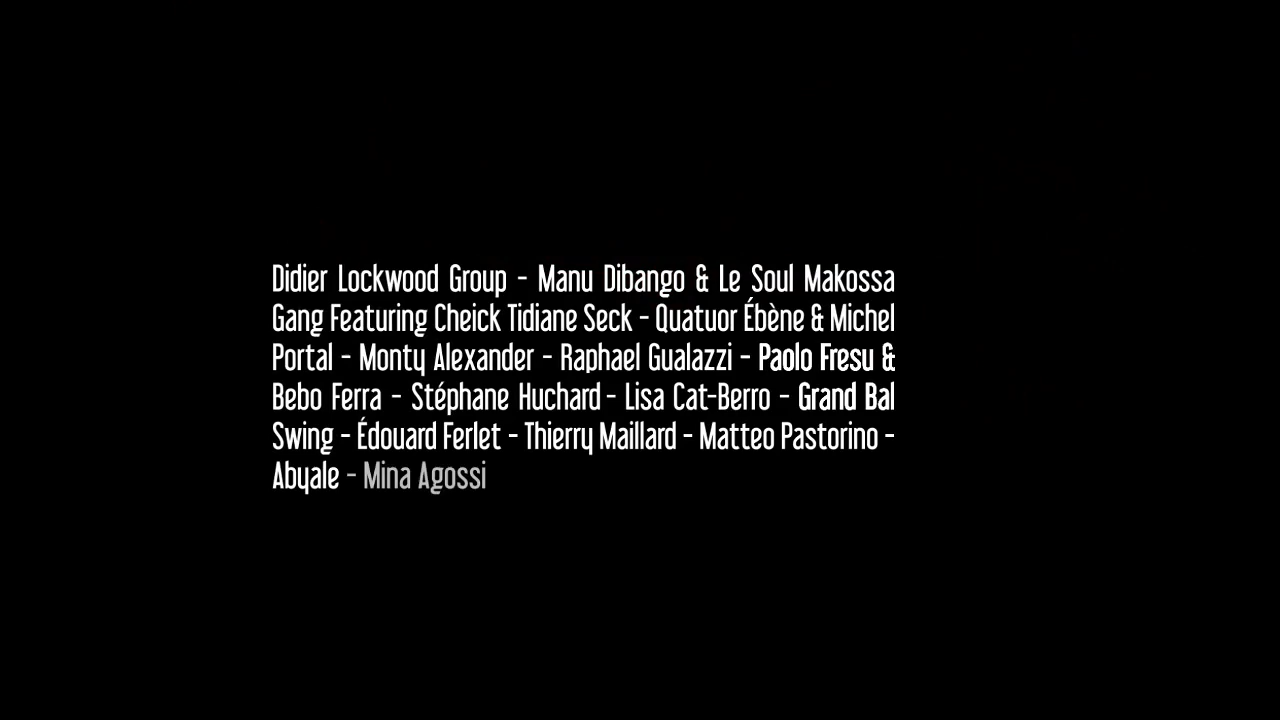 Didier Lockwood Group - Manu Dibango & Le Soul Makossa
Gang Featuring Cheick Tidiane Seck - Quatuor Ébène & Michel
Portal - Monty Alexander - Raphael Gualazzi - Paolo Fresu &
Bebo Ferra - Stéphane Huchard - Lisa Cat-Berro - Grand Bal
Swing - Édouard Ferlet - Thierry Maillard - Matteo Pastorino -
Abyale - Mina Agossi